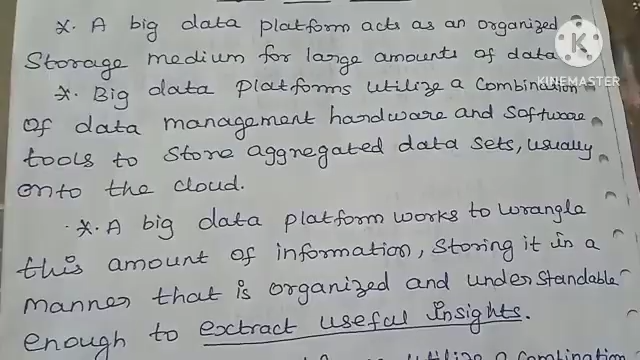 *. A big data platform acts as an organized
Storage medium for large amounts of data
*. Big data Platforms utilize a Combination
Of data management hardware and software
tools to store aggregated data sets, usually
onto the cloud.
*. A big data platform works to wrangle
this amount of information, storing it in a
manner that is organized and understandable
enough to extract useful insights.
utilize a combination
KINEMASTER